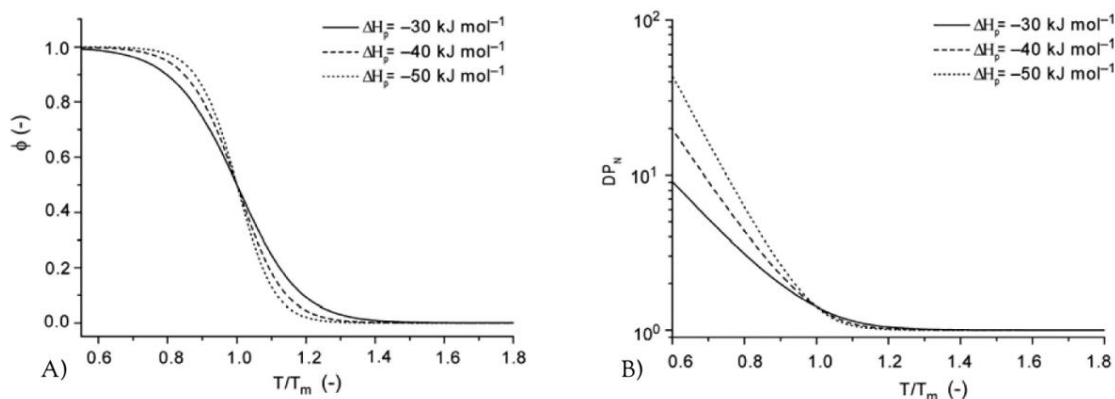 ΔHₚ= –30 kJ mol⁻¹
ΔHₚ= –40 kJ mol⁻¹
ΔHₚ= –50 kJ mol⁻¹
1.0
0.8
0.6
0.4
0.2
0.0
ϕ (-)
0.6 0.8 1.0 1.2 1.4 1.6 1.8
T/Tₘ (-)
A)
ΔHₚ= –30 kJ mol⁻¹
ΔHₚ= –40 kJ mol⁻¹
ΔHₚ= –50 kJ mol⁻¹
10²
10¹
10⁰
DP_N
0.6 0.8 1.0 1.2 1.4 1.6 1.8
T/Tₘ (-)
B)